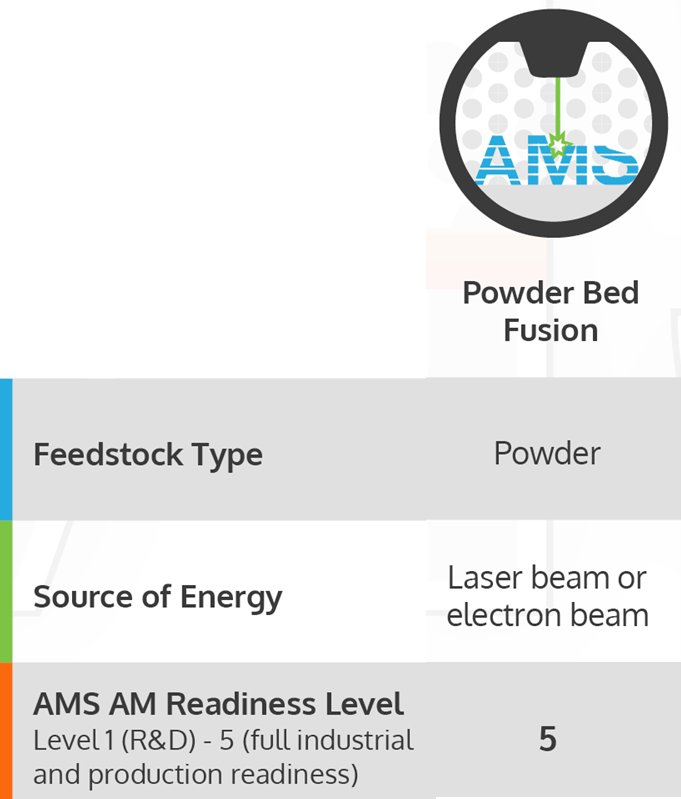 AMS
Powder Bed
Fusion
Feedstock Type
Powder
Source of Energy
Laser beam or
electron beam
AMS AM Readiness Level
Level 1 (R&D) - 5 (full industrial
and production readiness)
5